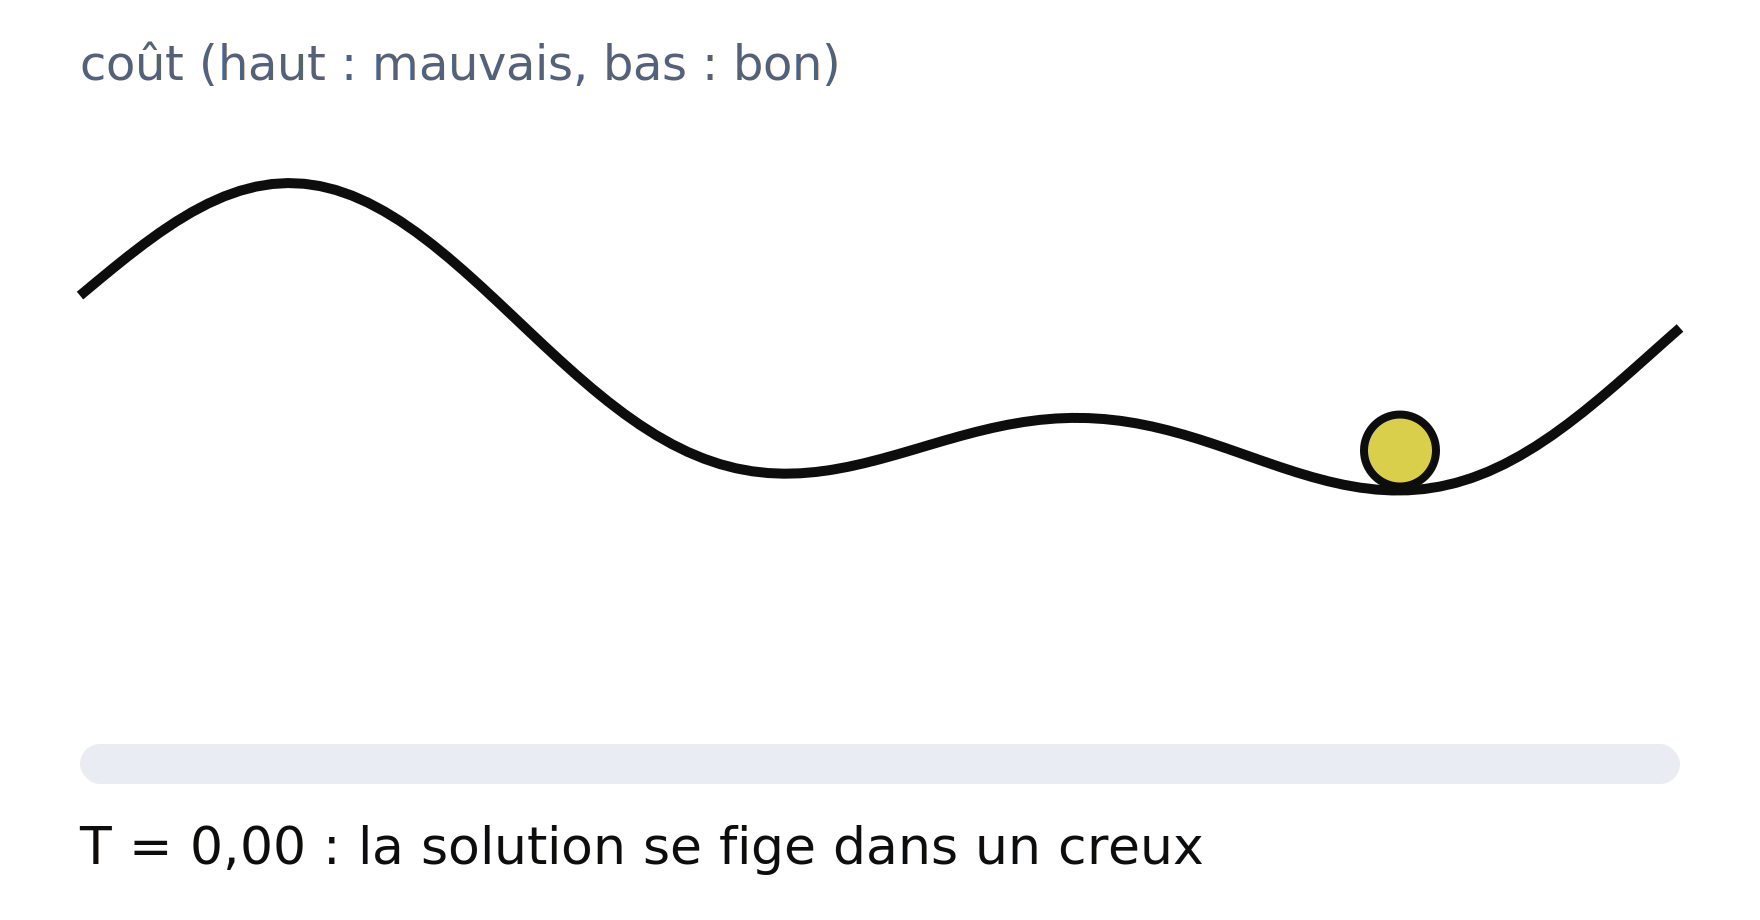 coût (haut : mauvais, bas : bon)
T = 0,00 : la solution se fige dans un creux